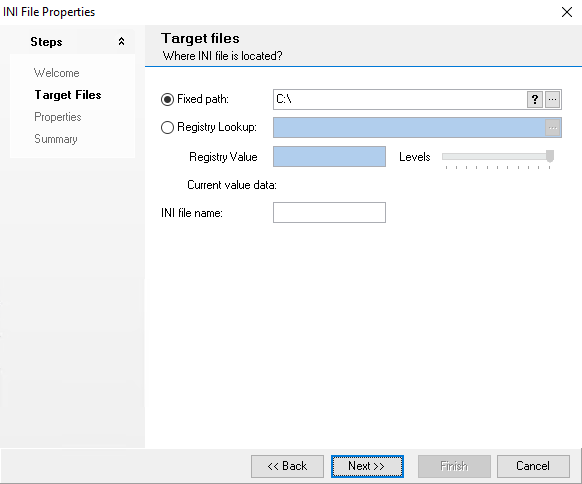 INI File Properties
Steps
Welcome
Target Files
Properties
Summary
Target files
Where INI file is located?
Fixed path: C:\ ? ...
Registry Lookup: ...
Registry Value Levels
Current value data:
INI file name:
<< Back Next >> Finish Cancel